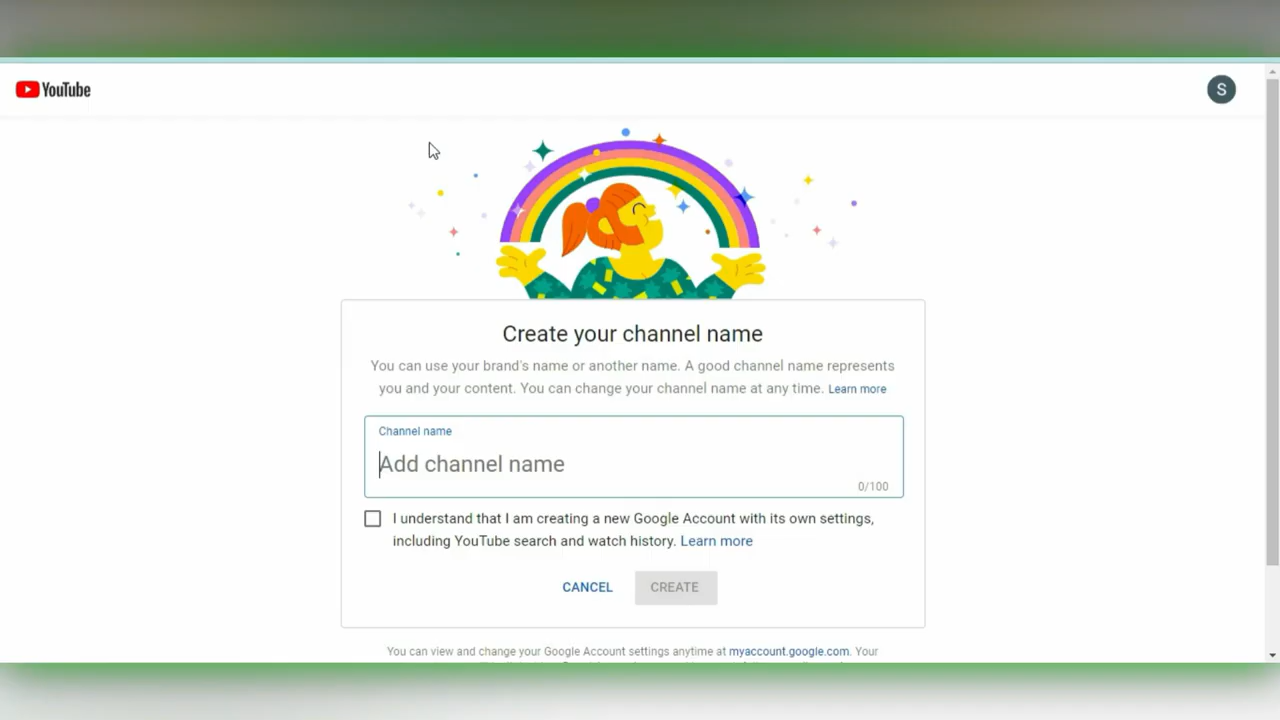 YouTube
S
Create your channel name
You can use your brand's name or another name. A good channel name represents
you and your content. You can change your channel name at any time. Learn more
Channel name
Add channel name
0/100
I understand that I am creating a new Google Account with its own settings,
including YouTube search and watch history. Learn more
CANCEL CREATE
You can view and change your Google Account settings anytime at myaccount.google.com. Your